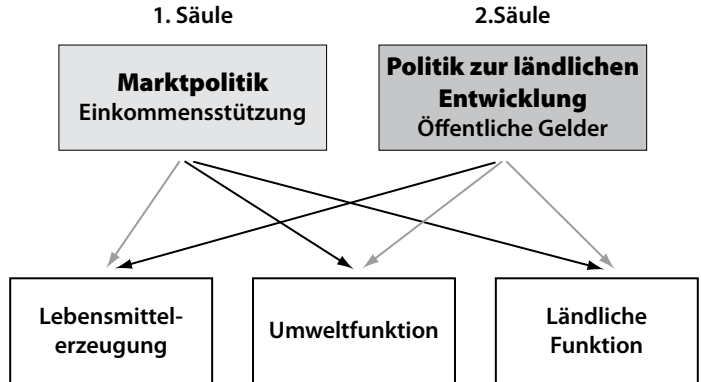 1. Säule
2.Säule
Marktpolitik
Einkommensstützung
Politik zur ländlichen
Entwicklung
Öffentliche Gelder
Lebensmittel-
erzeugung
Umweltfunktion
Ländliche
Funktion